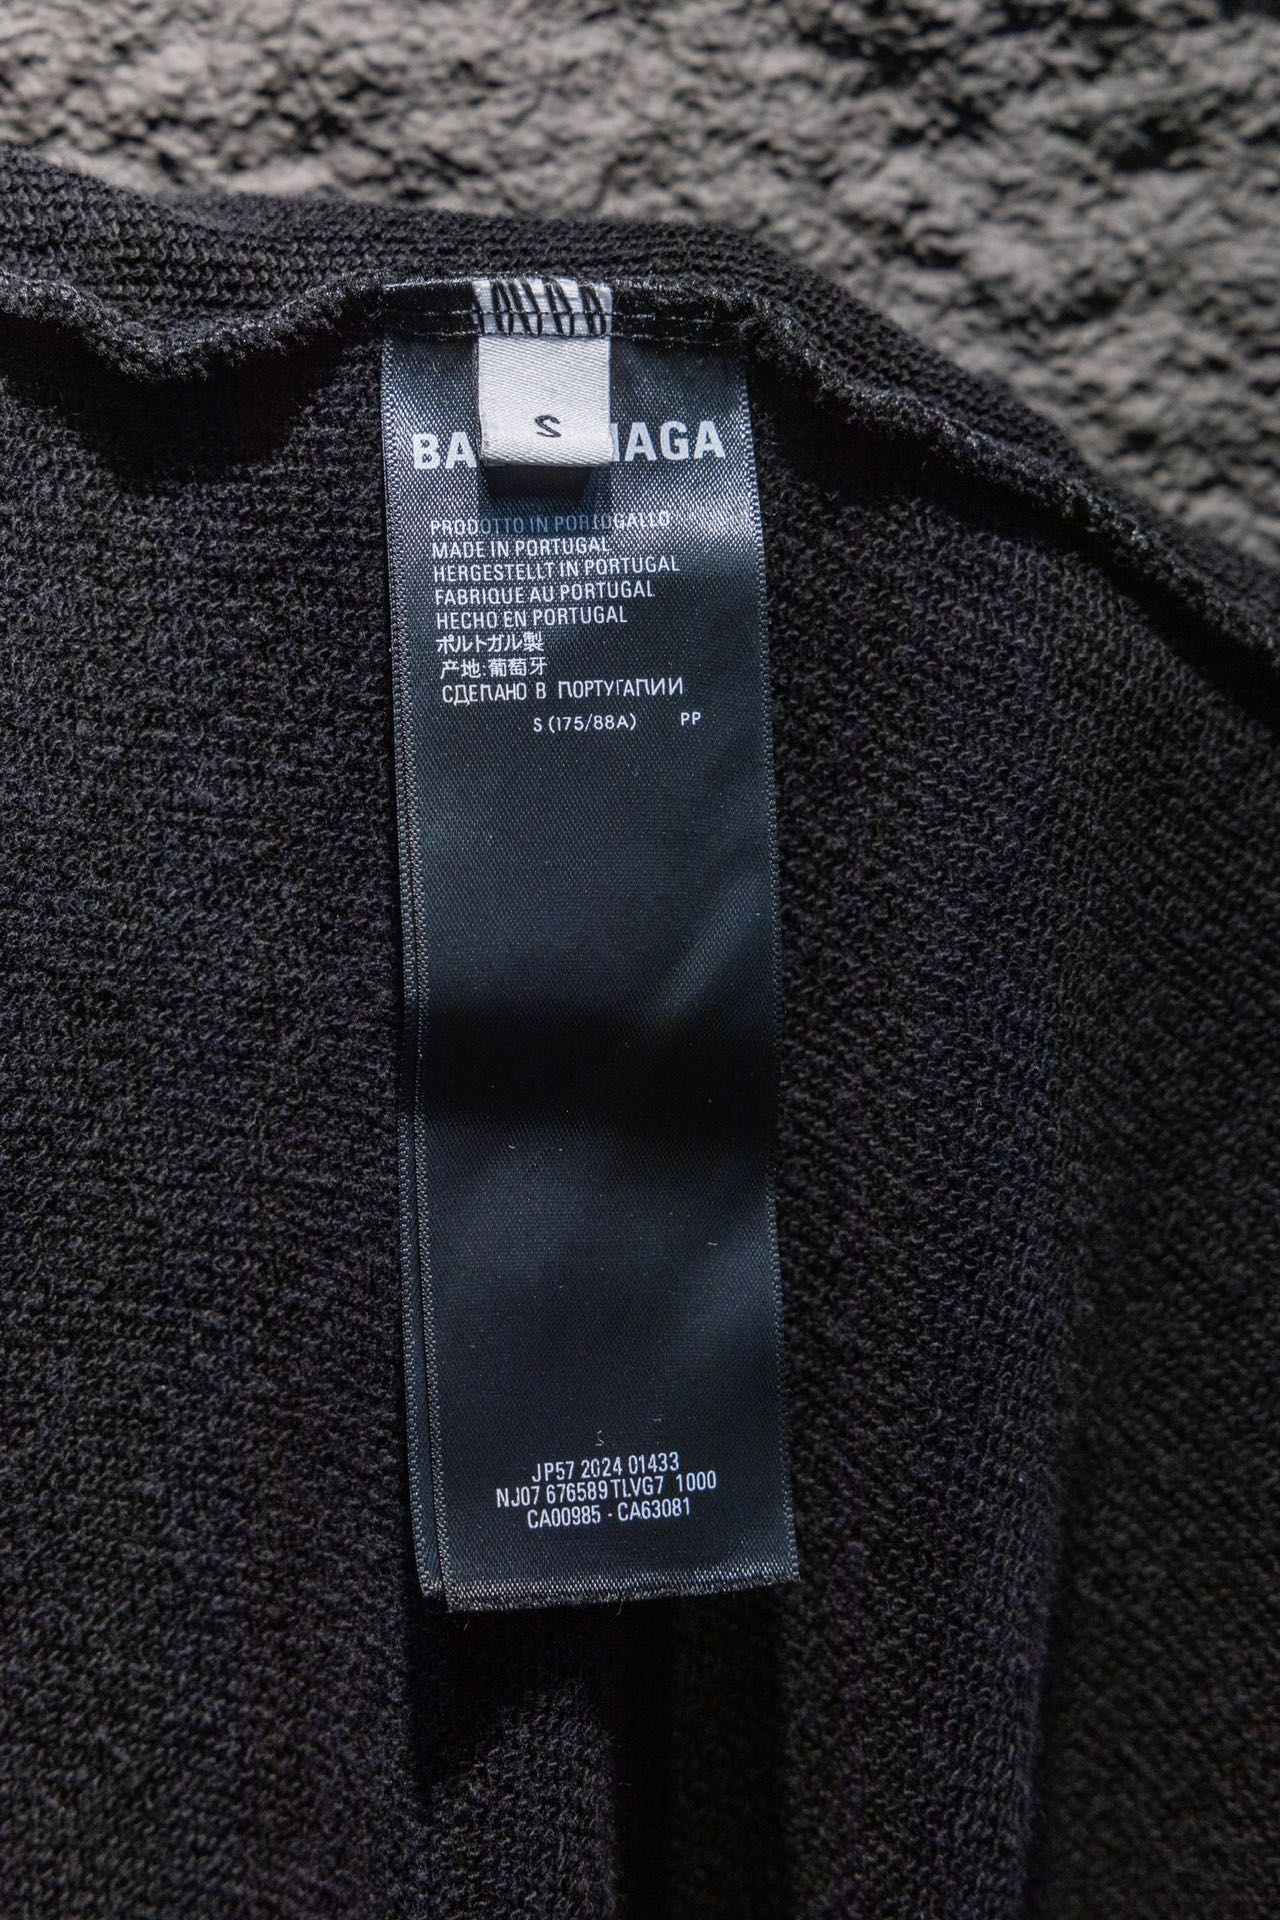 S
BA NAGA
PRODOTTO IN PORTOGALLO
MADE IN PORTUGAL
HERGESTELLT IN PORTUGAL
FABRIQUE AU PORTUGAL
HECHO EN PORTUGAL
ポルトガル製
产地:葡萄牙
СДЕЛАНО В ПОРТУГАЛИИ
S (175/88A) PP
S
JP57 2024 01433
NJ07 676589 TLVG7 1000
CA00985 - CA63081